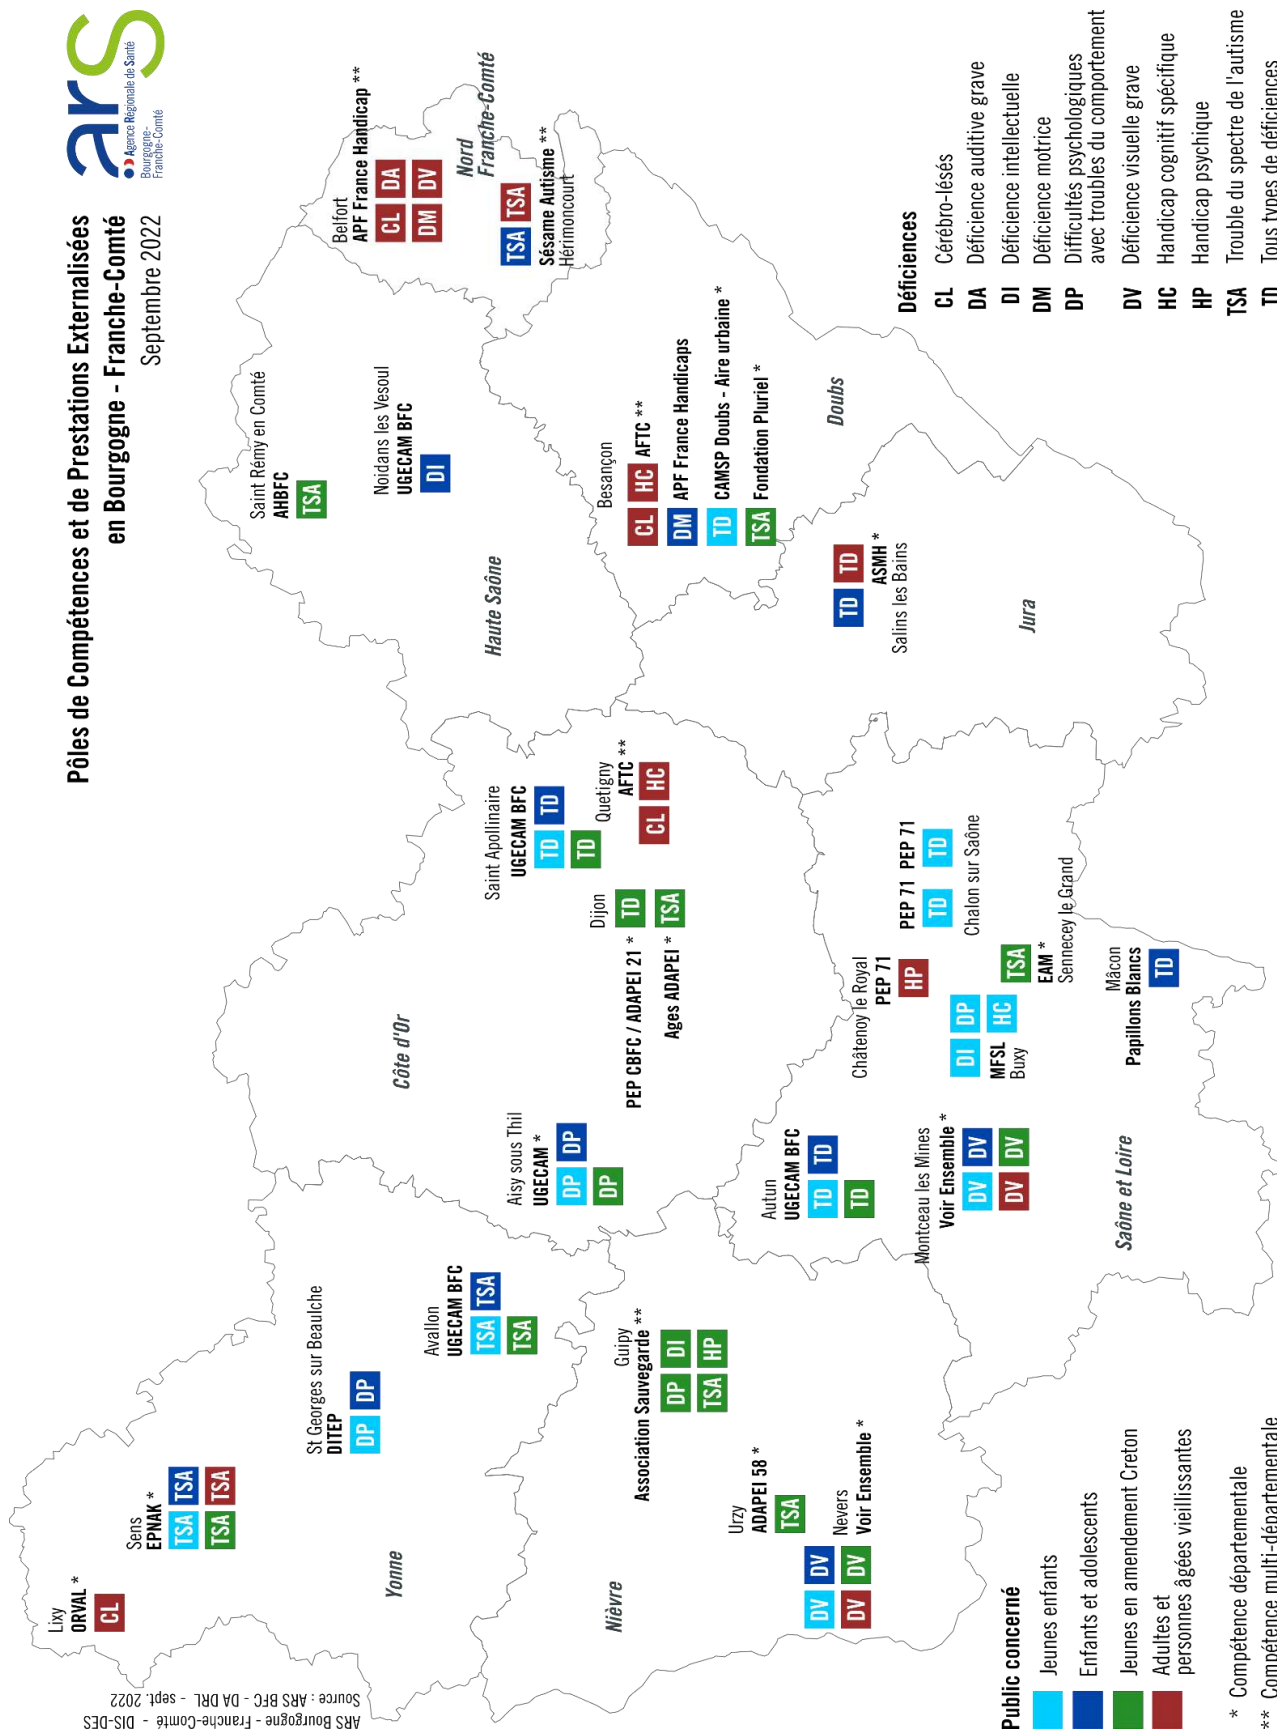 Pôles de Compétences et de Prestations Externalisées
en Bourgogne - Franche-Comté
Septembre 2022
ars
Agence Régionale de Santé
Bourgogne-
Franche-Comté
Lixy
ORVAL *
CL
Sens
EPNAK *
TSA TSA
TSA TSA
St Georges sur Beaulche
DITEP
DP DP
Avallon
UGECAM BFC
TSA TSA
TSA
Yonne
Aisy sous Thil
UGECAM *
DP DP
DP
Côte d'Or
Saint Apollinaire
UGECAM BFC
TD TD
TD
Quetigny
AFTC **
CL HC
Dijon
TD
PEP CBFC / ADAPEI 21 *
TSA
Ages ADAPEI *
Saint Rémy en Comté
AHBFC
TSA
Noidans les Vesoul
UGECAM BFC
DI
Haute Saône
Belfort
APF France Handicap **
CL DA
DM DV
Nord
Franche-Comté
TSA TSA
Sésame Autisme **
Hérimoncourt
Besançon
CL HC AFTC **
DM APF France Handicaps
TD CAMSP Doubs - Aire urbaine *
TSA Fondation Pluriel *
Doubs
TD TD
ASMH *
Salins les Bains
Jura
Nièvre
Guipy
Association Sauvegarde **
DP DI
TSA HP
Urzy
ADAPEI 58 *
TSA
DV DV
DV DV
Nevers
Voir Ensemble *
Autun
UGECAM BFC
TD TD
TD
Montceau les Mines
Voir Ensemble *
DV DV
DV DV
Châtenoy le Royal
PEP 71
HP
PEP 71 PEP 71
TD TD
Chalon sur Saône
DI DP
HC
MFSL
Buxy
TSA
EAM *
Sennecey le Grand
Mâcon
Papillons Blancs
TD
Saône et Loire
Public concerné
Jeunes enfants
Enfants et adolescents
Jeunes en amendement Creton
Adultes et
personnes âgées vieillissantes
* Compétence départementale
** Compétence multi-départementale
Déficiences
CL Cérébro-lésés
DA Déficience auditive grave
DI Déficience intellectuelle
DM Déficience motrice
DP Difficultés psychologiques
avec troubles du comportement
DV Déficience visuelle grave
HC Handicap cognitif spécifique
HP Handicap psychique
TSA Trouble du spectre de l'autisme
TD Tous types de déficiences
ARS Bourgogne - Franche-Comté - DIS-DES
Source : ARS BFC - DA DRL - sept. 2022